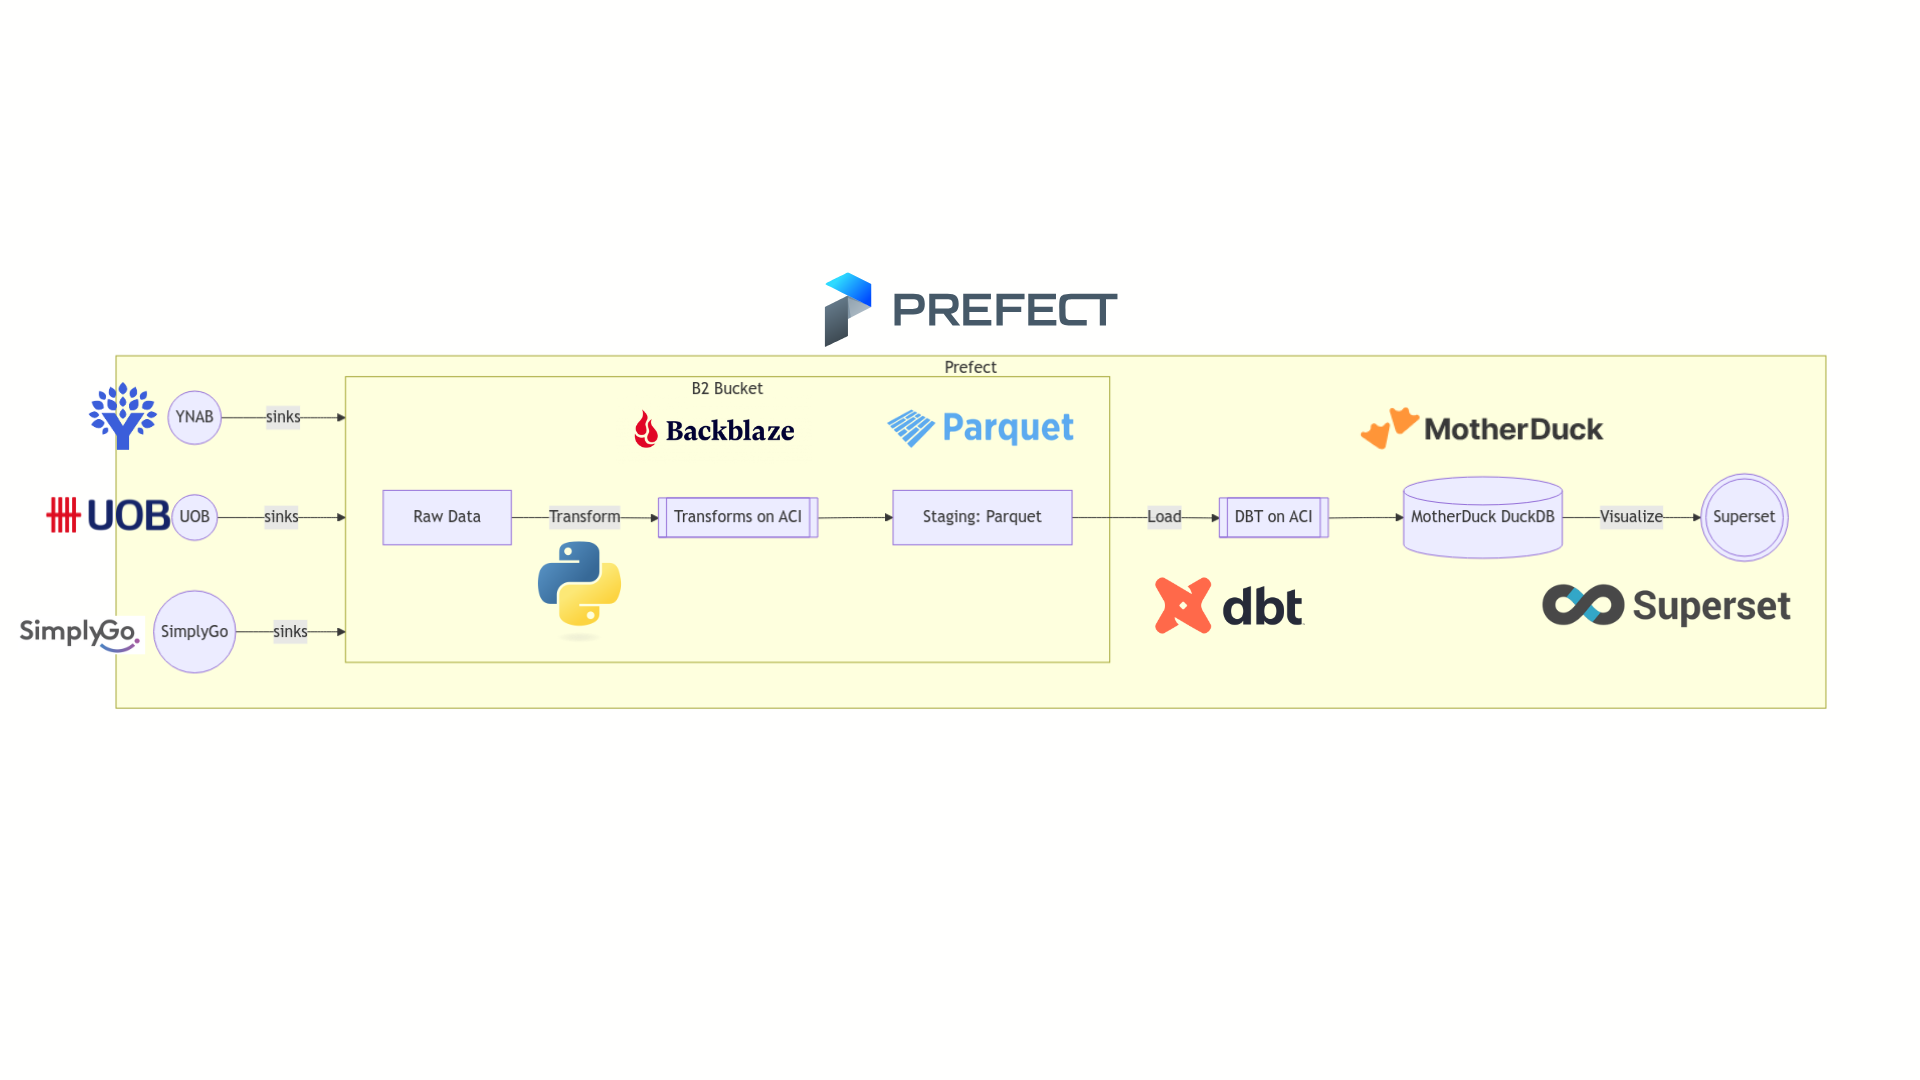 PREFECT
Prefect
B2 Bucket
YNAB
sinks
Backblaze
Parquet
MotherDuck
UOB
UOB
sinks
Raw Data
Transform
Transforms on ACI
Staging: Parquet
Load
DBT on ACI
MotherDuck DuckDB
Visualize
Superset
SimplyGo
SimplyGo
sinks
dbt
Superset